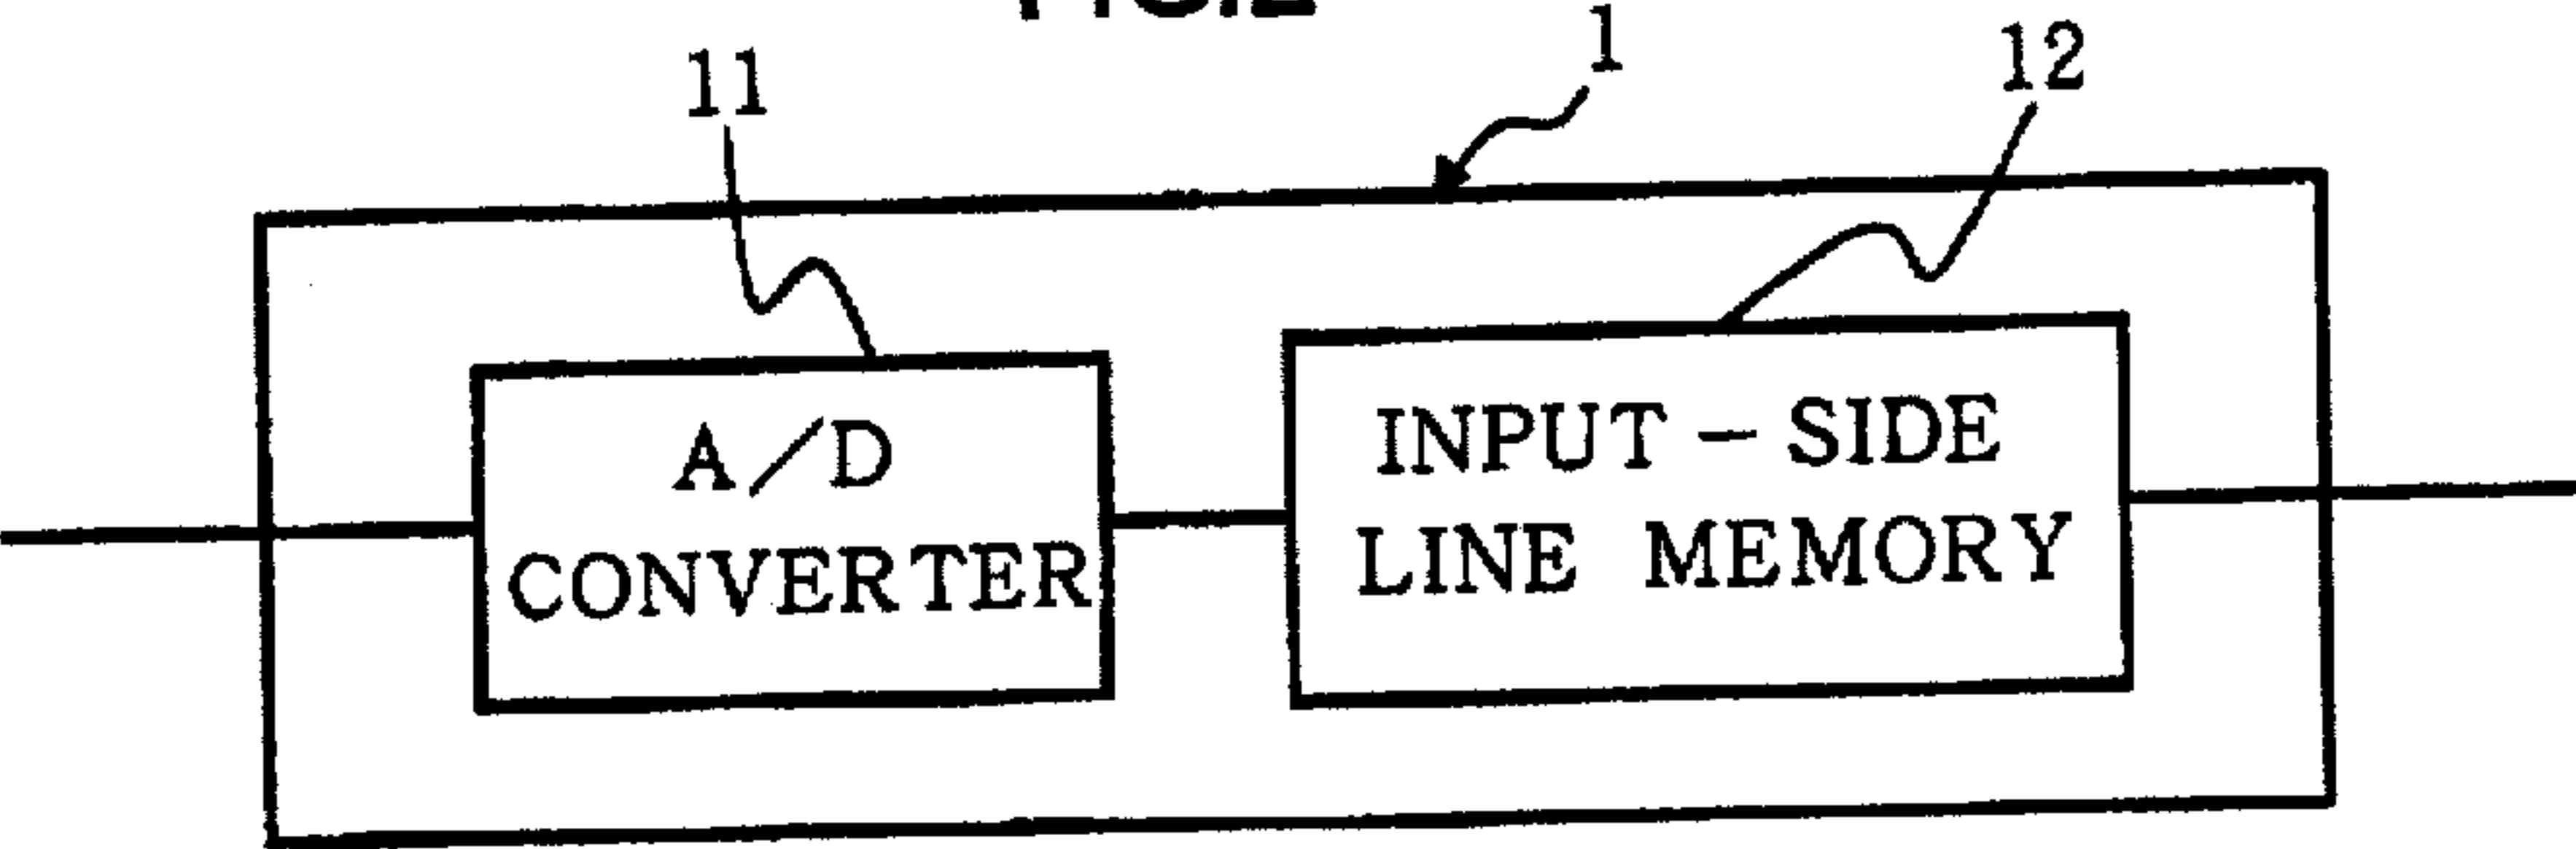 11
1
12
A/D
CONVERTER
INPUT-SIDE
LINE MEMORY